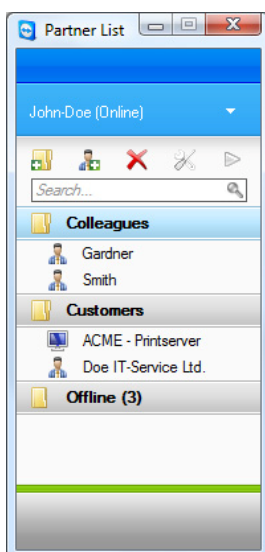 Partner List
John-Doe (Online)
Search...
Colleagues
Gardner
Smith
Customers
ACME - Printserver
Doe IT-Service Ltd.
Offline (3)